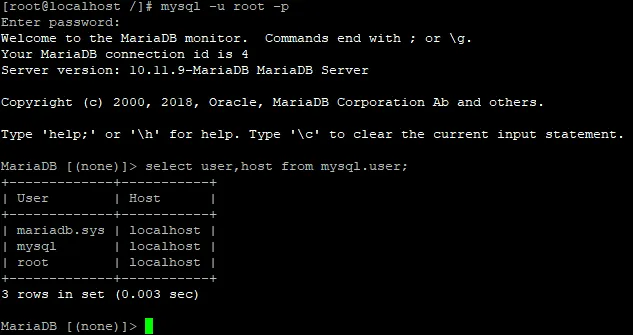 [root@localhost /]# mysql -u root -p
Enter password:
Welcome to the MariaDB monitor.  Commands end with ; or \g.
Your MariaDB connection id is 4
Server version: 10.11.9-MariaDB MariaDB Server

Copyright (c) 2000, 2018, Oracle, MariaDB Corporation Ab and others.

Type 'help;' or '\h' for help. Type '\c' to clear the current input statement.

MariaDB [(none)]> select user,host from mysql.user;
+-------------+-----------+
| User        | Host      |
+-------------+-----------+
| mariadb.sys | localhost |
| mysql       | localhost |
| root        | localhost |
+-------------+-----------+
3 rows in set (0.003 sec)

MariaDB [(none)]>